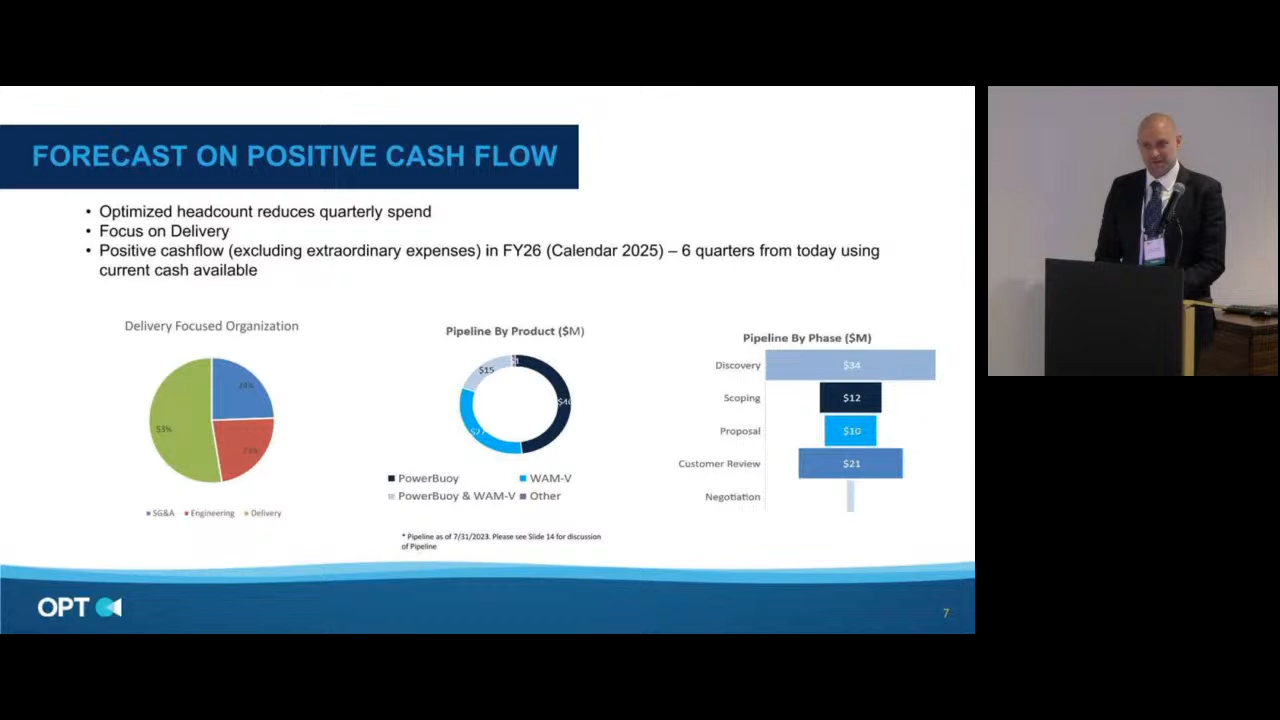 FORECAST ON POSITIVE CASH FLOW
• Optimized headcount reduces quarterly spend
• Focus on Delivery
• Positive cashflow (excluding extraordinary expenses) in FY26 (Calendar 2025) – 6 quarters from today using
current cash available
Delivery Focused Organization
24%
53%
23%
SG&A Engineering Delivery
Pipeline By Product ($M)
$15
PowerBuoy WAM-V
PowerBuoy & WAM-V Other
* Pipeline as of 7/31/2023. Please see Slide 14 for discussion
of Pipeline
Pipeline By Phase ($M)
Discovery $34
Scoping $12
Proposal $10
Customer Review $21
Negotiation
OPT
7